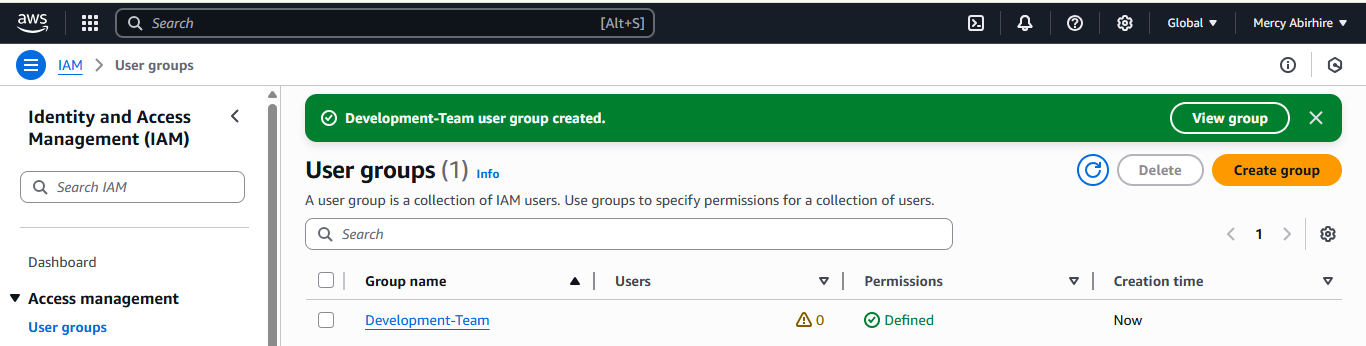 aws Search [Alt+S] Global Mercy Abirhire
IAM User groups
Identity and Access
Management (IAM)
Search IAM
Dashboard
Access management
User groups
Development-Team user group created. View group
User groups (1) Info Delete Create group
A user group is a collection of IAM users. Use groups to specify permissions for a collection of users.
Search 1
Group name Users Permissions Creation time
Development-Team 0 Defined Now